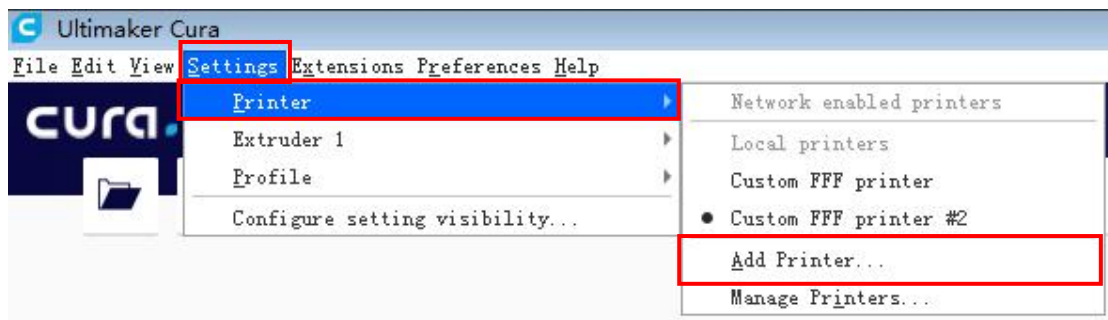 Ultimaker Cura
File Edit View Settings Extensions Preferences Help
cura.
Printer
Extruder 1
Profile
Configure setting visibility...
Network enabled printers
Local printers
Custom FFF printer
Custom FFF printer #2
Add Printer...
Manage Printers...